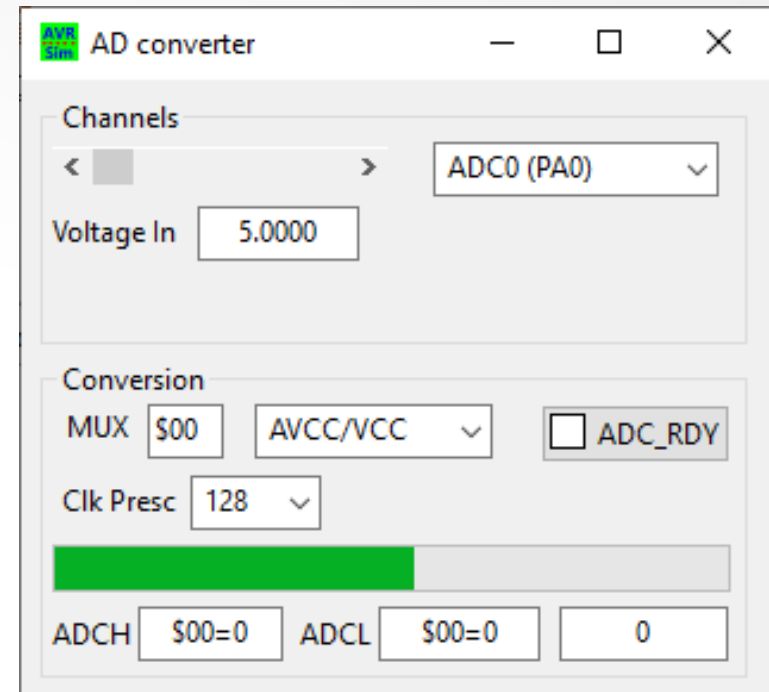 AVR
Sim
AD converter
Channels
ADC0 (PA0)
Voltage In 5.0000
Conversion
MUX $00 AVCC/VCC ADC_RDY
Clk Presc 128
ADCH $00=0 ADCL $00=0 0